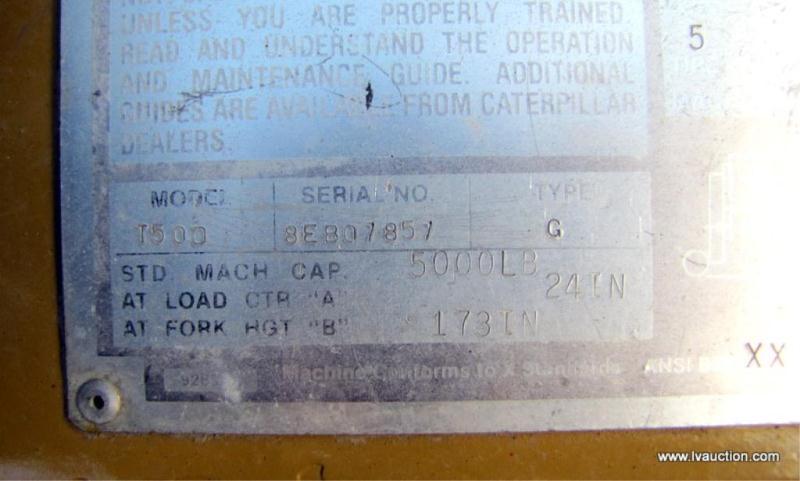 UNLESS YOU ARE PROPERLY TRAINED.
READ AND UNDERSTAND THE OPERATION
AND MAINTENANCE GUIDE. ADDITIONAL
GUIDES ARE AVAILABLE FROM CATERPILLAR
DEALERS.
5
MODEL SERIAL NO. TYPE
T50D 8EB07857 G
STD. MACH CAP. 5000LB
AT LOAD CTR "A" 24IN
AT FORK HGT "B" 173IN
Machine Conforms to X Standards ANSI XX
www.lvauction.com